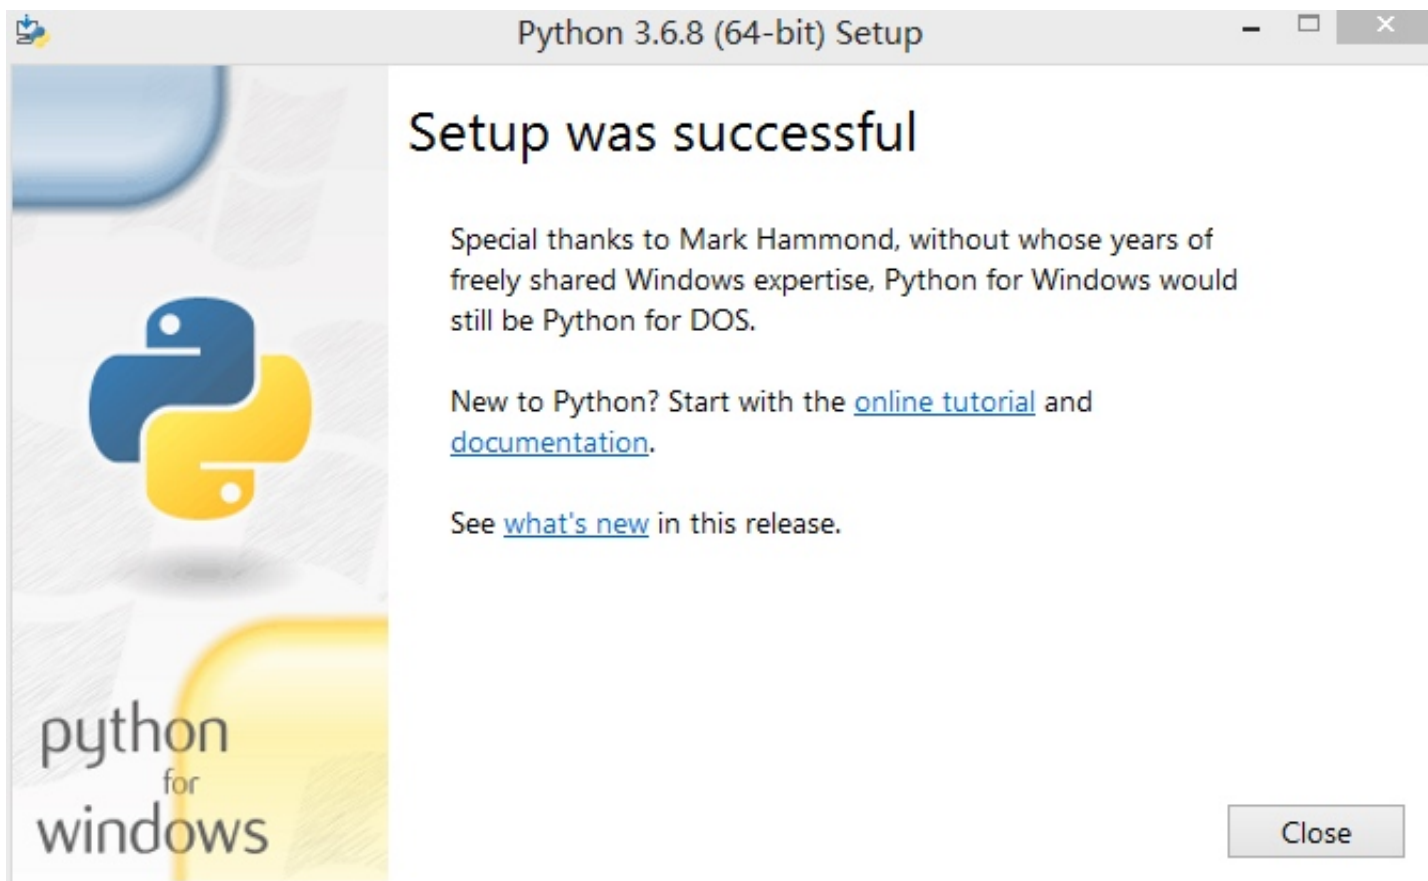 Python 3.6.8 (64-bit) Setup
Setup was successful
Special thanks to Mark Hammond, without whose years of
freely shared Windows expertise, Python for Windows would
still be Python for DOS.
New to Python? Start with the online tutorial and
documentation.
See what's new in this release.
python
for
windows
Close